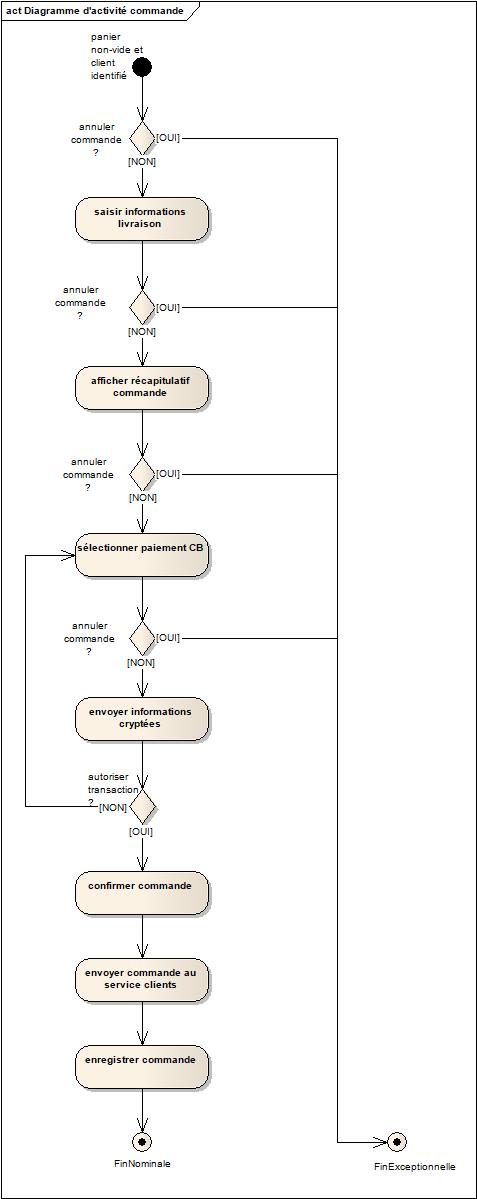 act Diagramme d'activité commande
panier
non-vide et
client
identifié
annuler
commande
?
[OUI]
[NON]
saisir informations
livraison
annuler
commande
?
[OUI]
[NON]
afficher récapitulatif
commande
annuler
commande
?
[OUI]
[NON]
sélectionner paiement CB
annuler
commande
?
[OUI]
[NON]
envoyer informations
cryptées
autoriser
transaction
?
[NON]
[OUI]
confirmer commande
envoyer commande au
service clients
enregistrer commande
FinNominale
FinExceptionnelle